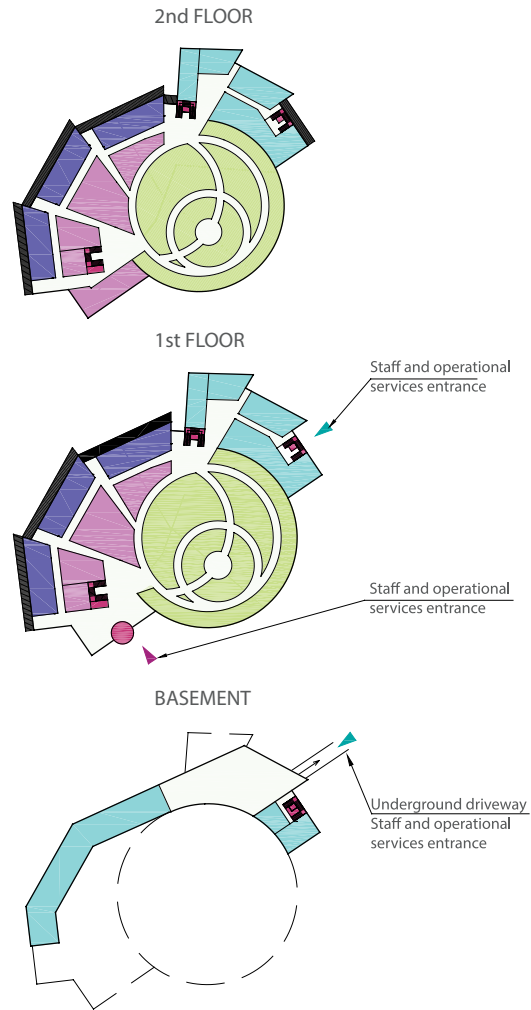 2nd FLOOR
1st FLOOR
Staff and operational
services entrance
Staff and operational
services entrance
BASEMENT
Underground driveway
Staff and operational
services entrance